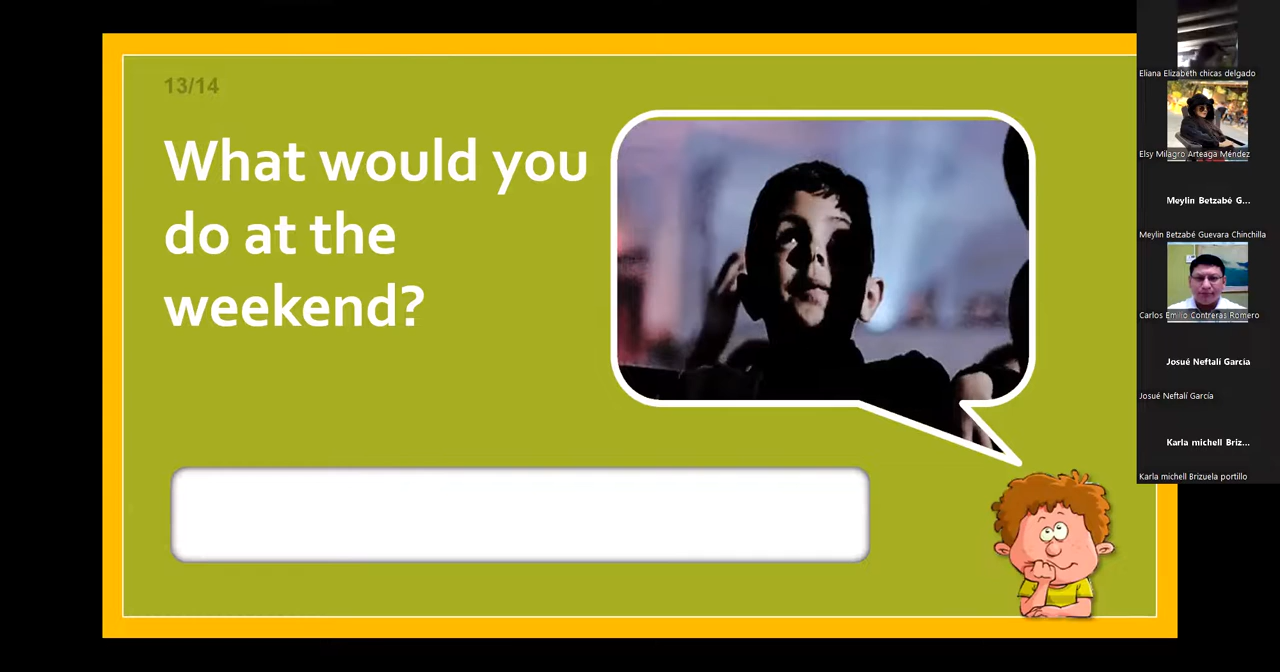 13/14
What would you
do at the
weekend?
Eliana Elizabeth chicas delgado
Elsy Milagro Arteaga Méndez
Meylin Betzabé G...
Meylin Betzabé Guevara Chinchilla
Carlos Emilio Contreras Romero
Josué Neftalí García
Josué Neftalí García
Karla michell Briz...
Karla michell Brizuela portillo